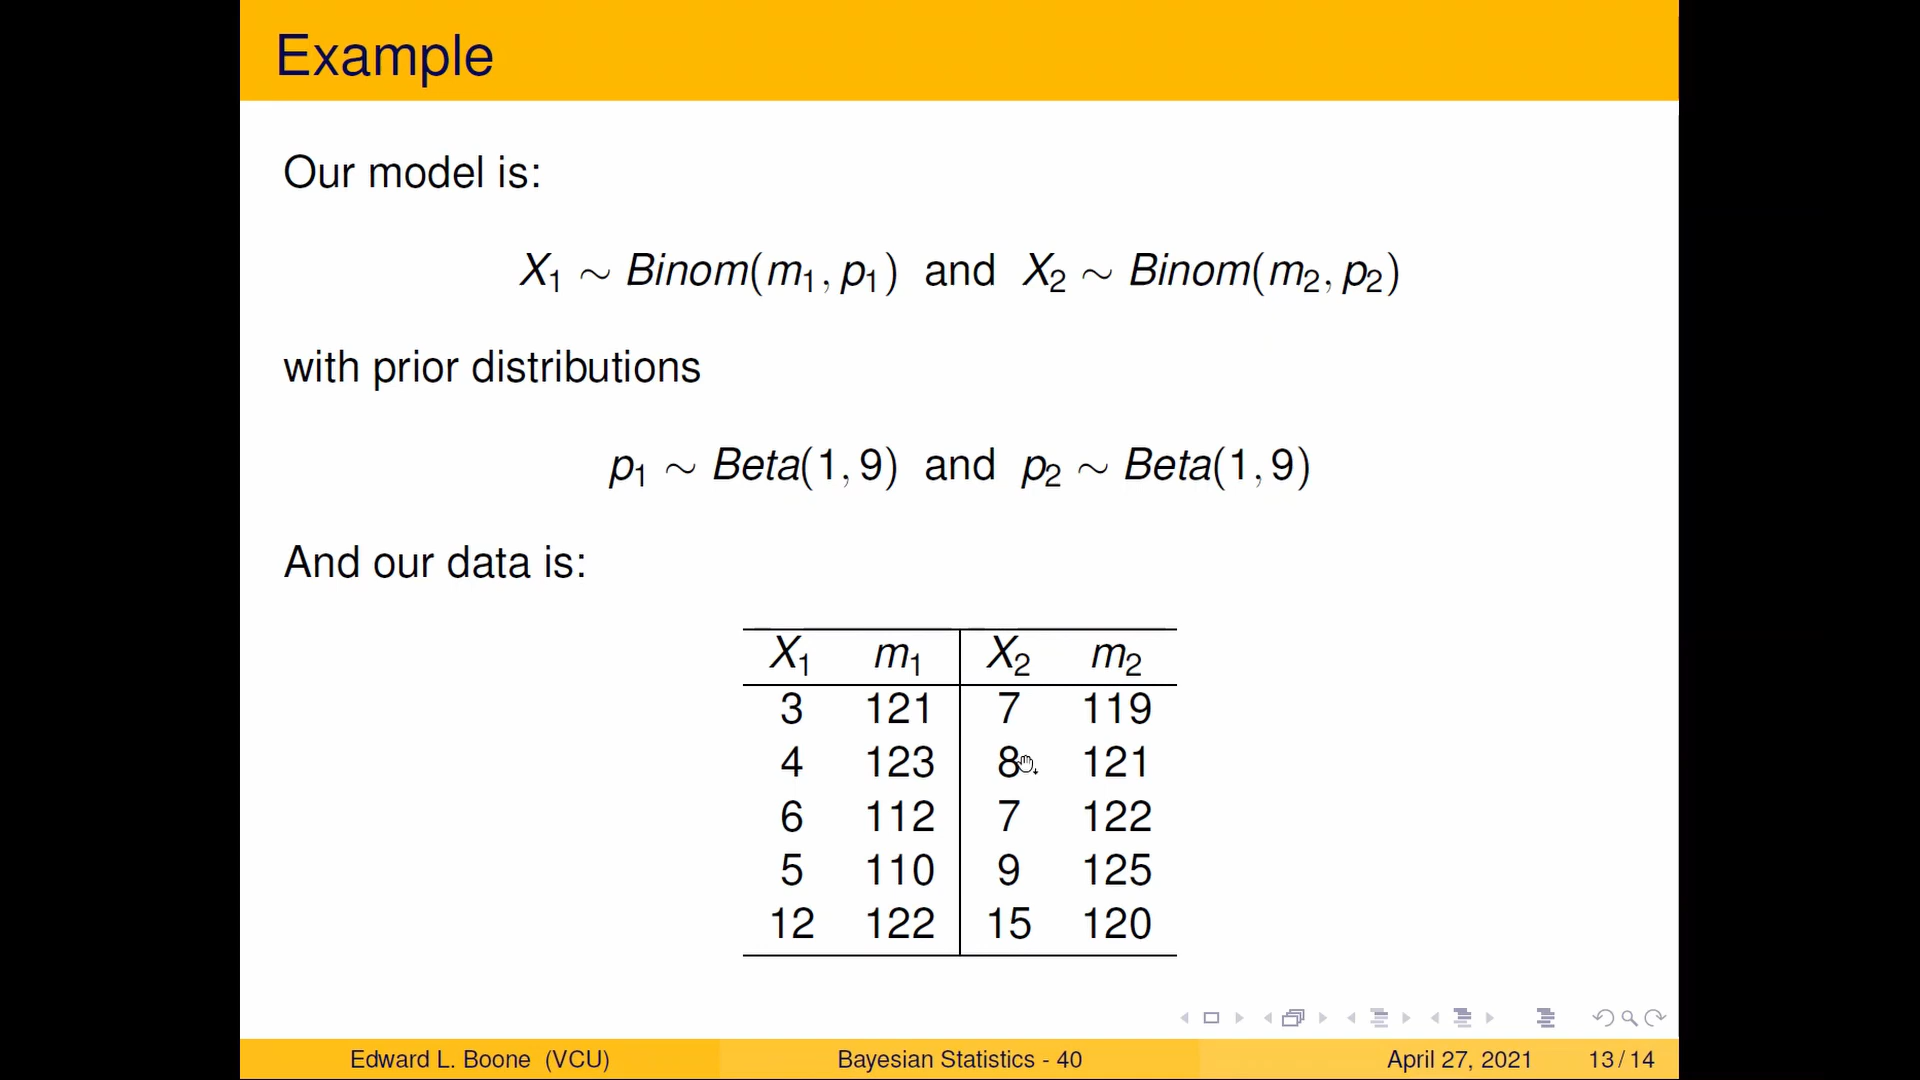 Example
Our model is:
X₁ ∼ Binom(m₁, p₁) and X₂ ∼ Binom(m₂, p₂)
with prior distributions
p₁ ∼ Beta(1, 9) and p₂ ∼ Beta(1, 9)
And our data is:
X₁ m₁ X₂ m₂
3 121 7 119
4 123 8 121
6 112 7 122
5 110 9 125
12 122 15 120
Edward L. Boone (VCU) Bayesian Statistics - 40 April 27, 2021 13 / 14